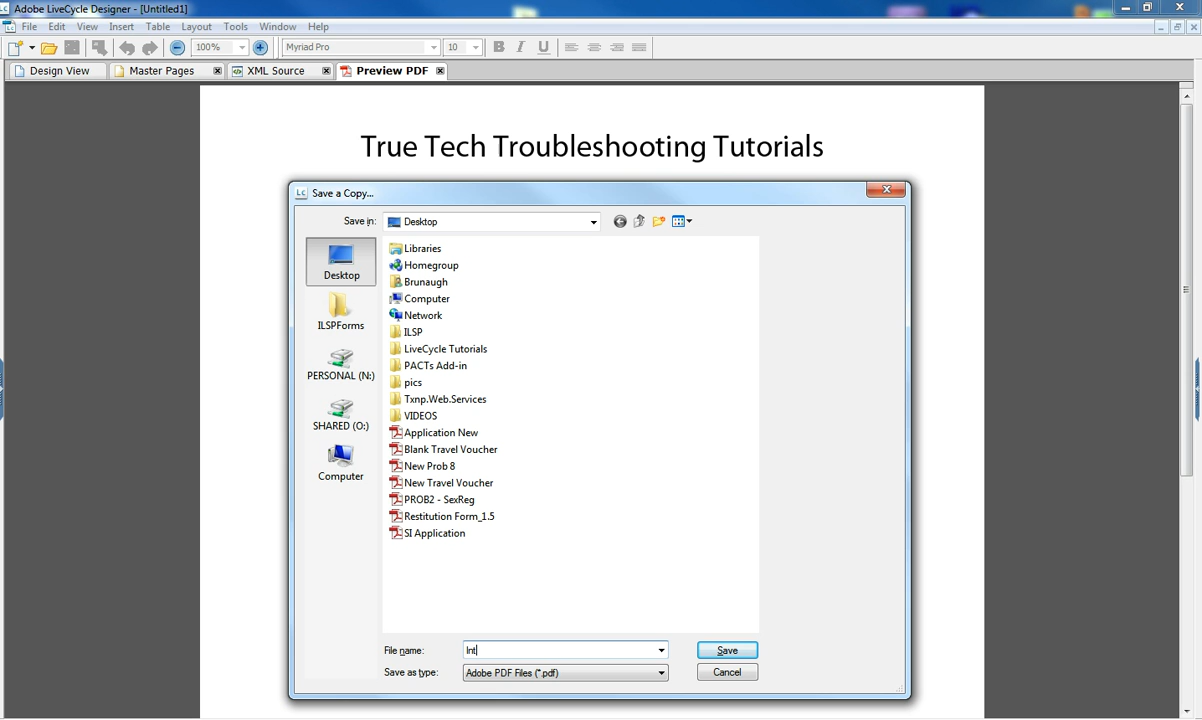 Adobe LiveCycle Designer - [Untitled1]
File Edit View Insert Table Layout Tools Window Help
100% Myriad Pro 10 B I U
Design View Master Pages XML Source Preview PDF
True Tech Troubleshooting Tutorials
Lc Save a Copy...
Save in: Desktop
Desktop
ILSPForms
PERSONAL (N:)
SHARED (O:)
Computer
Libraries
Homegroup
Brunaugh
Computer
Network
ILSP
LiveCycle Tutorials
PACTs Add-in
pics
Txnp.Web.Services
VIDEOS
Application New
Blank Travel Voucher
New Prob 8
New Travel Voucher
PROB2 - SexReg
Restitution Form_1.5
SI Application
File name: Int Save
Save as type: Adobe PDF Files (*.pdf) Cancel